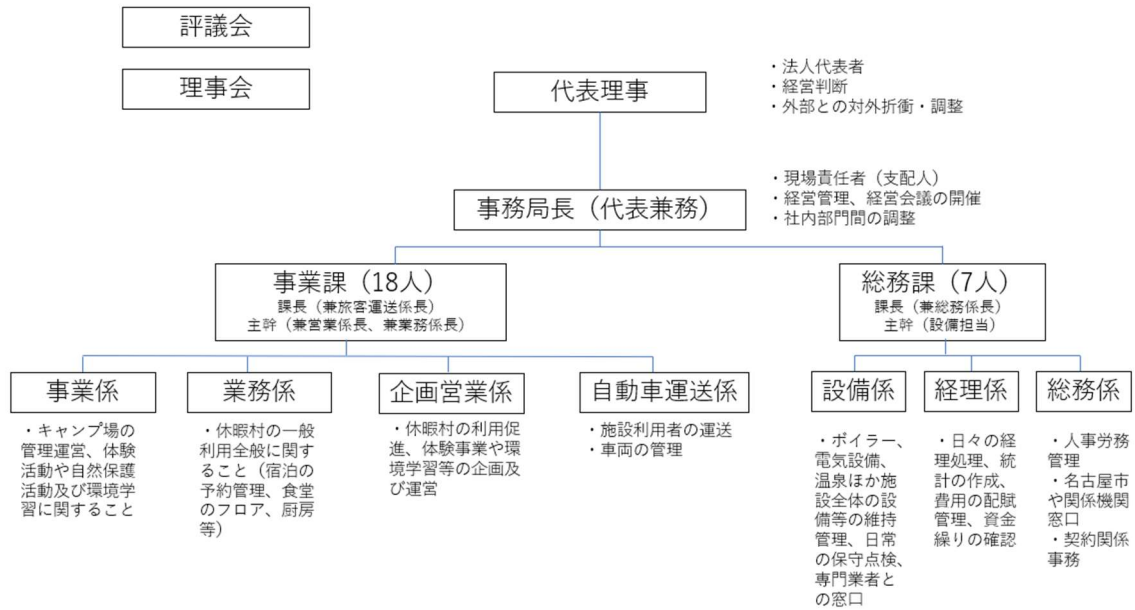 評議会
理事会
代表理事
・法人代表者
・経営判断
・外部との対外折衝・調整
事務局長（代表兼務）
・現場責任者（支配人）
・経営管理、経営会議の開催
・社内部門間の調整
事業課（18人）
課長（兼旅客運送係長）
主幹（兼営業係長、兼業務係長）
総務課（7人）
課長（兼総務係長）
主幹（設備担当）
事業係
・キャンプ場の
管理運営、体験
活動や自然保護
活動及び環境学
習に関すること
業務係
・休暇村の一般
利用全般に関す
ること（宿泊の
予約管理、食堂
のフロア、厨房
等）
企画営業係
・休暇村の利用促
進、体験事業や環
境学習等の企画及
び運営
自動車運送係
・施設利用者の運送
・車両の管理
設備係
・ボイラー、
電気設備、
温泉ほか施
設全体の設
備等の維持
管理、日常
の保守点検、
専門業者と
の窓口
経理係
・日々の経
理処理、統
計の作成、
費用の配賦
管理、資金
繰りの確認
総務係
・人事労務
管理
・名古屋市
や関係機関
窓口
・契約関係
事務